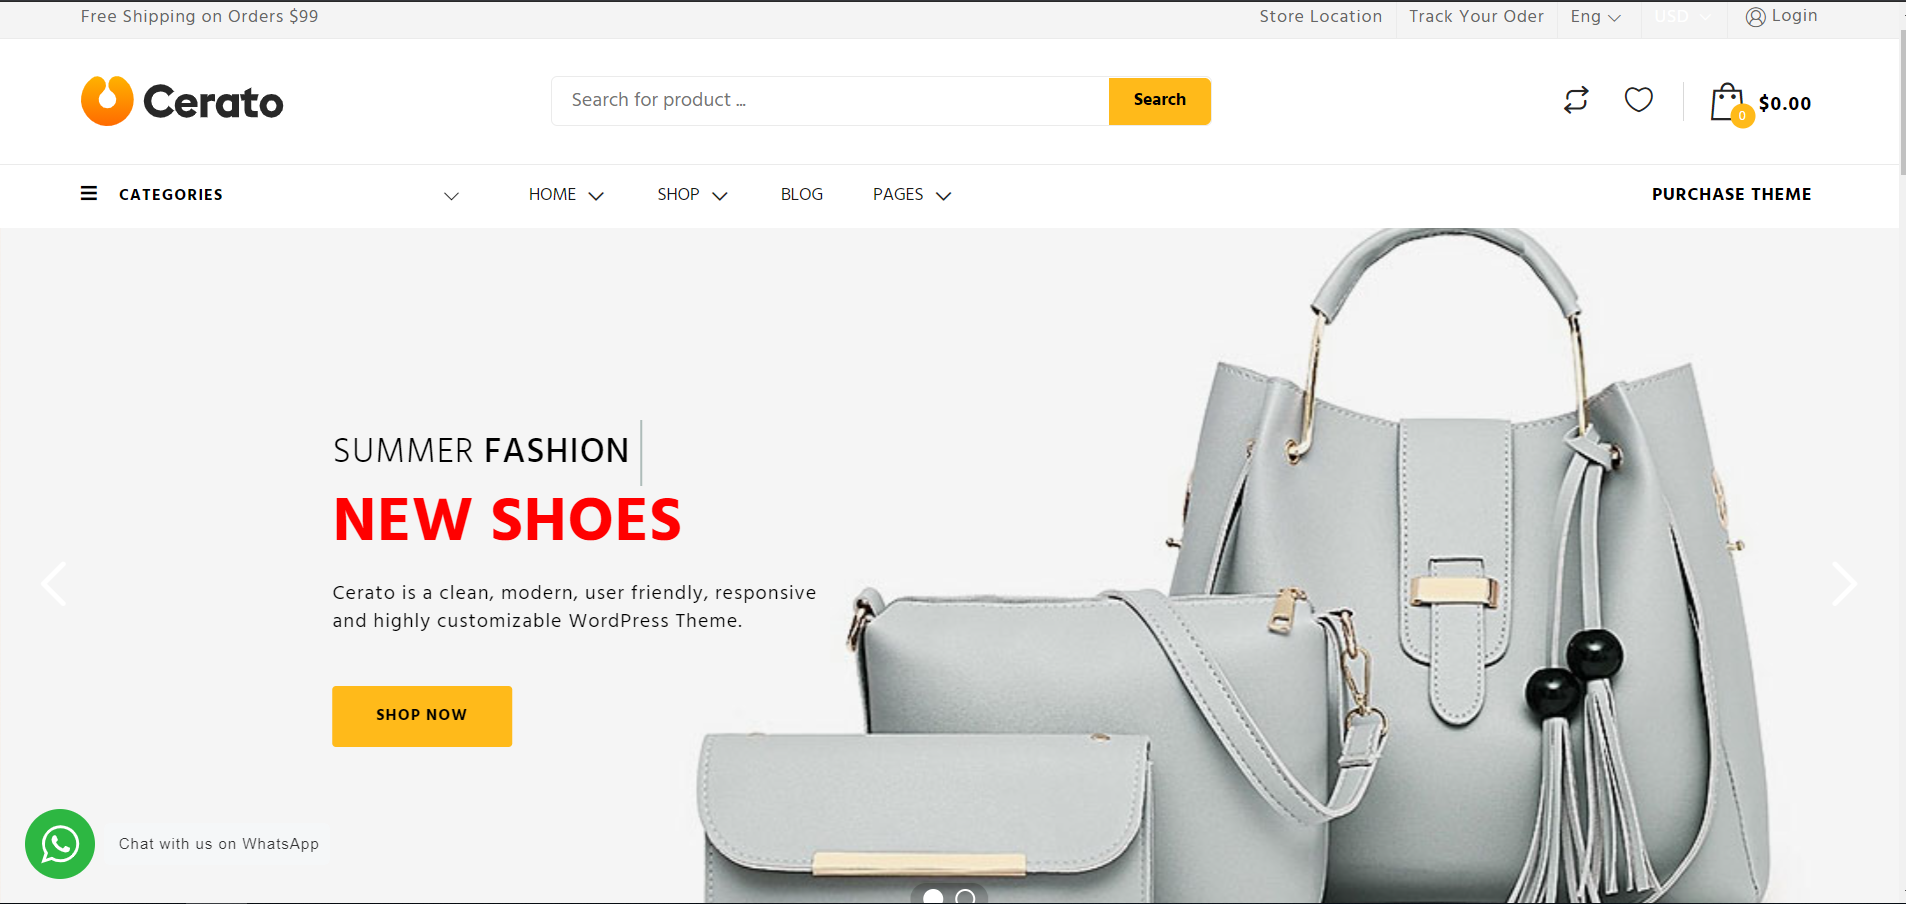 Free Shipping on Orders $99
Store Location
Track Your Oder
Eng
USD
Login
Cerato
Search for product ...
Search
0
$0.00
CATEGORIES
HOME
SHOP
BLOG
PAGES
PURCHASE THEME
SUMMER FASHION
NEW SHOES
Cerato is a clean, modern, user friendly, responsive
and highly customizable WordPress Theme.
SHOP NOW
Chat with us on WhatsApp